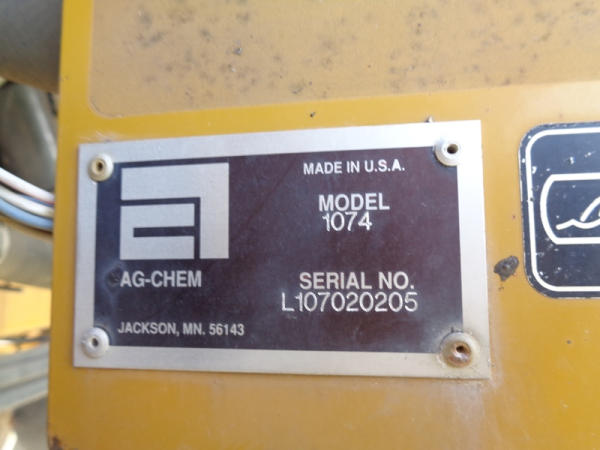 MADE IN U.S.A.
MODEL
1074
AG-CHEM
SERIAL NO.
L107020205
JACKSON, MN. 56143